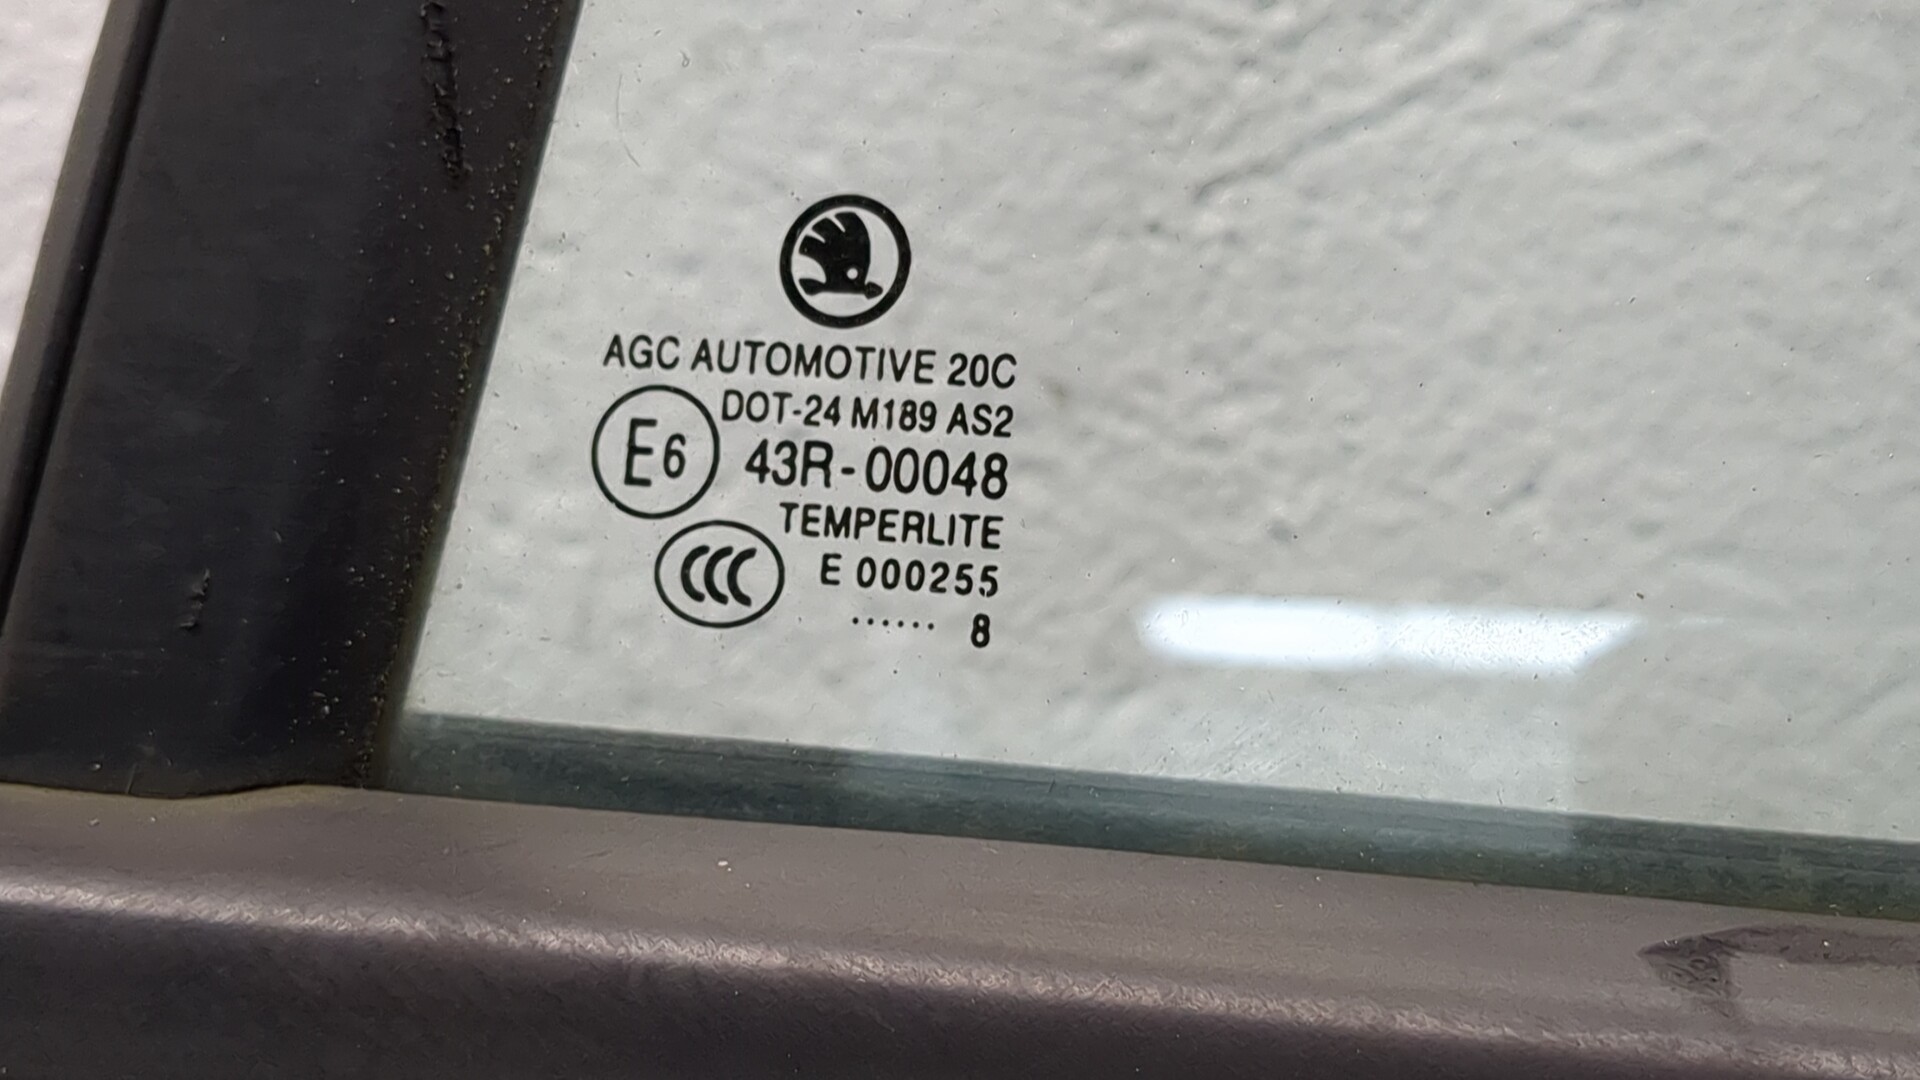 AGC AUTOMOTIVE 20C
DOT-24 M189 AS2
E6 43R-00048
TEMPERLITE
CCC E 000255
...... 8